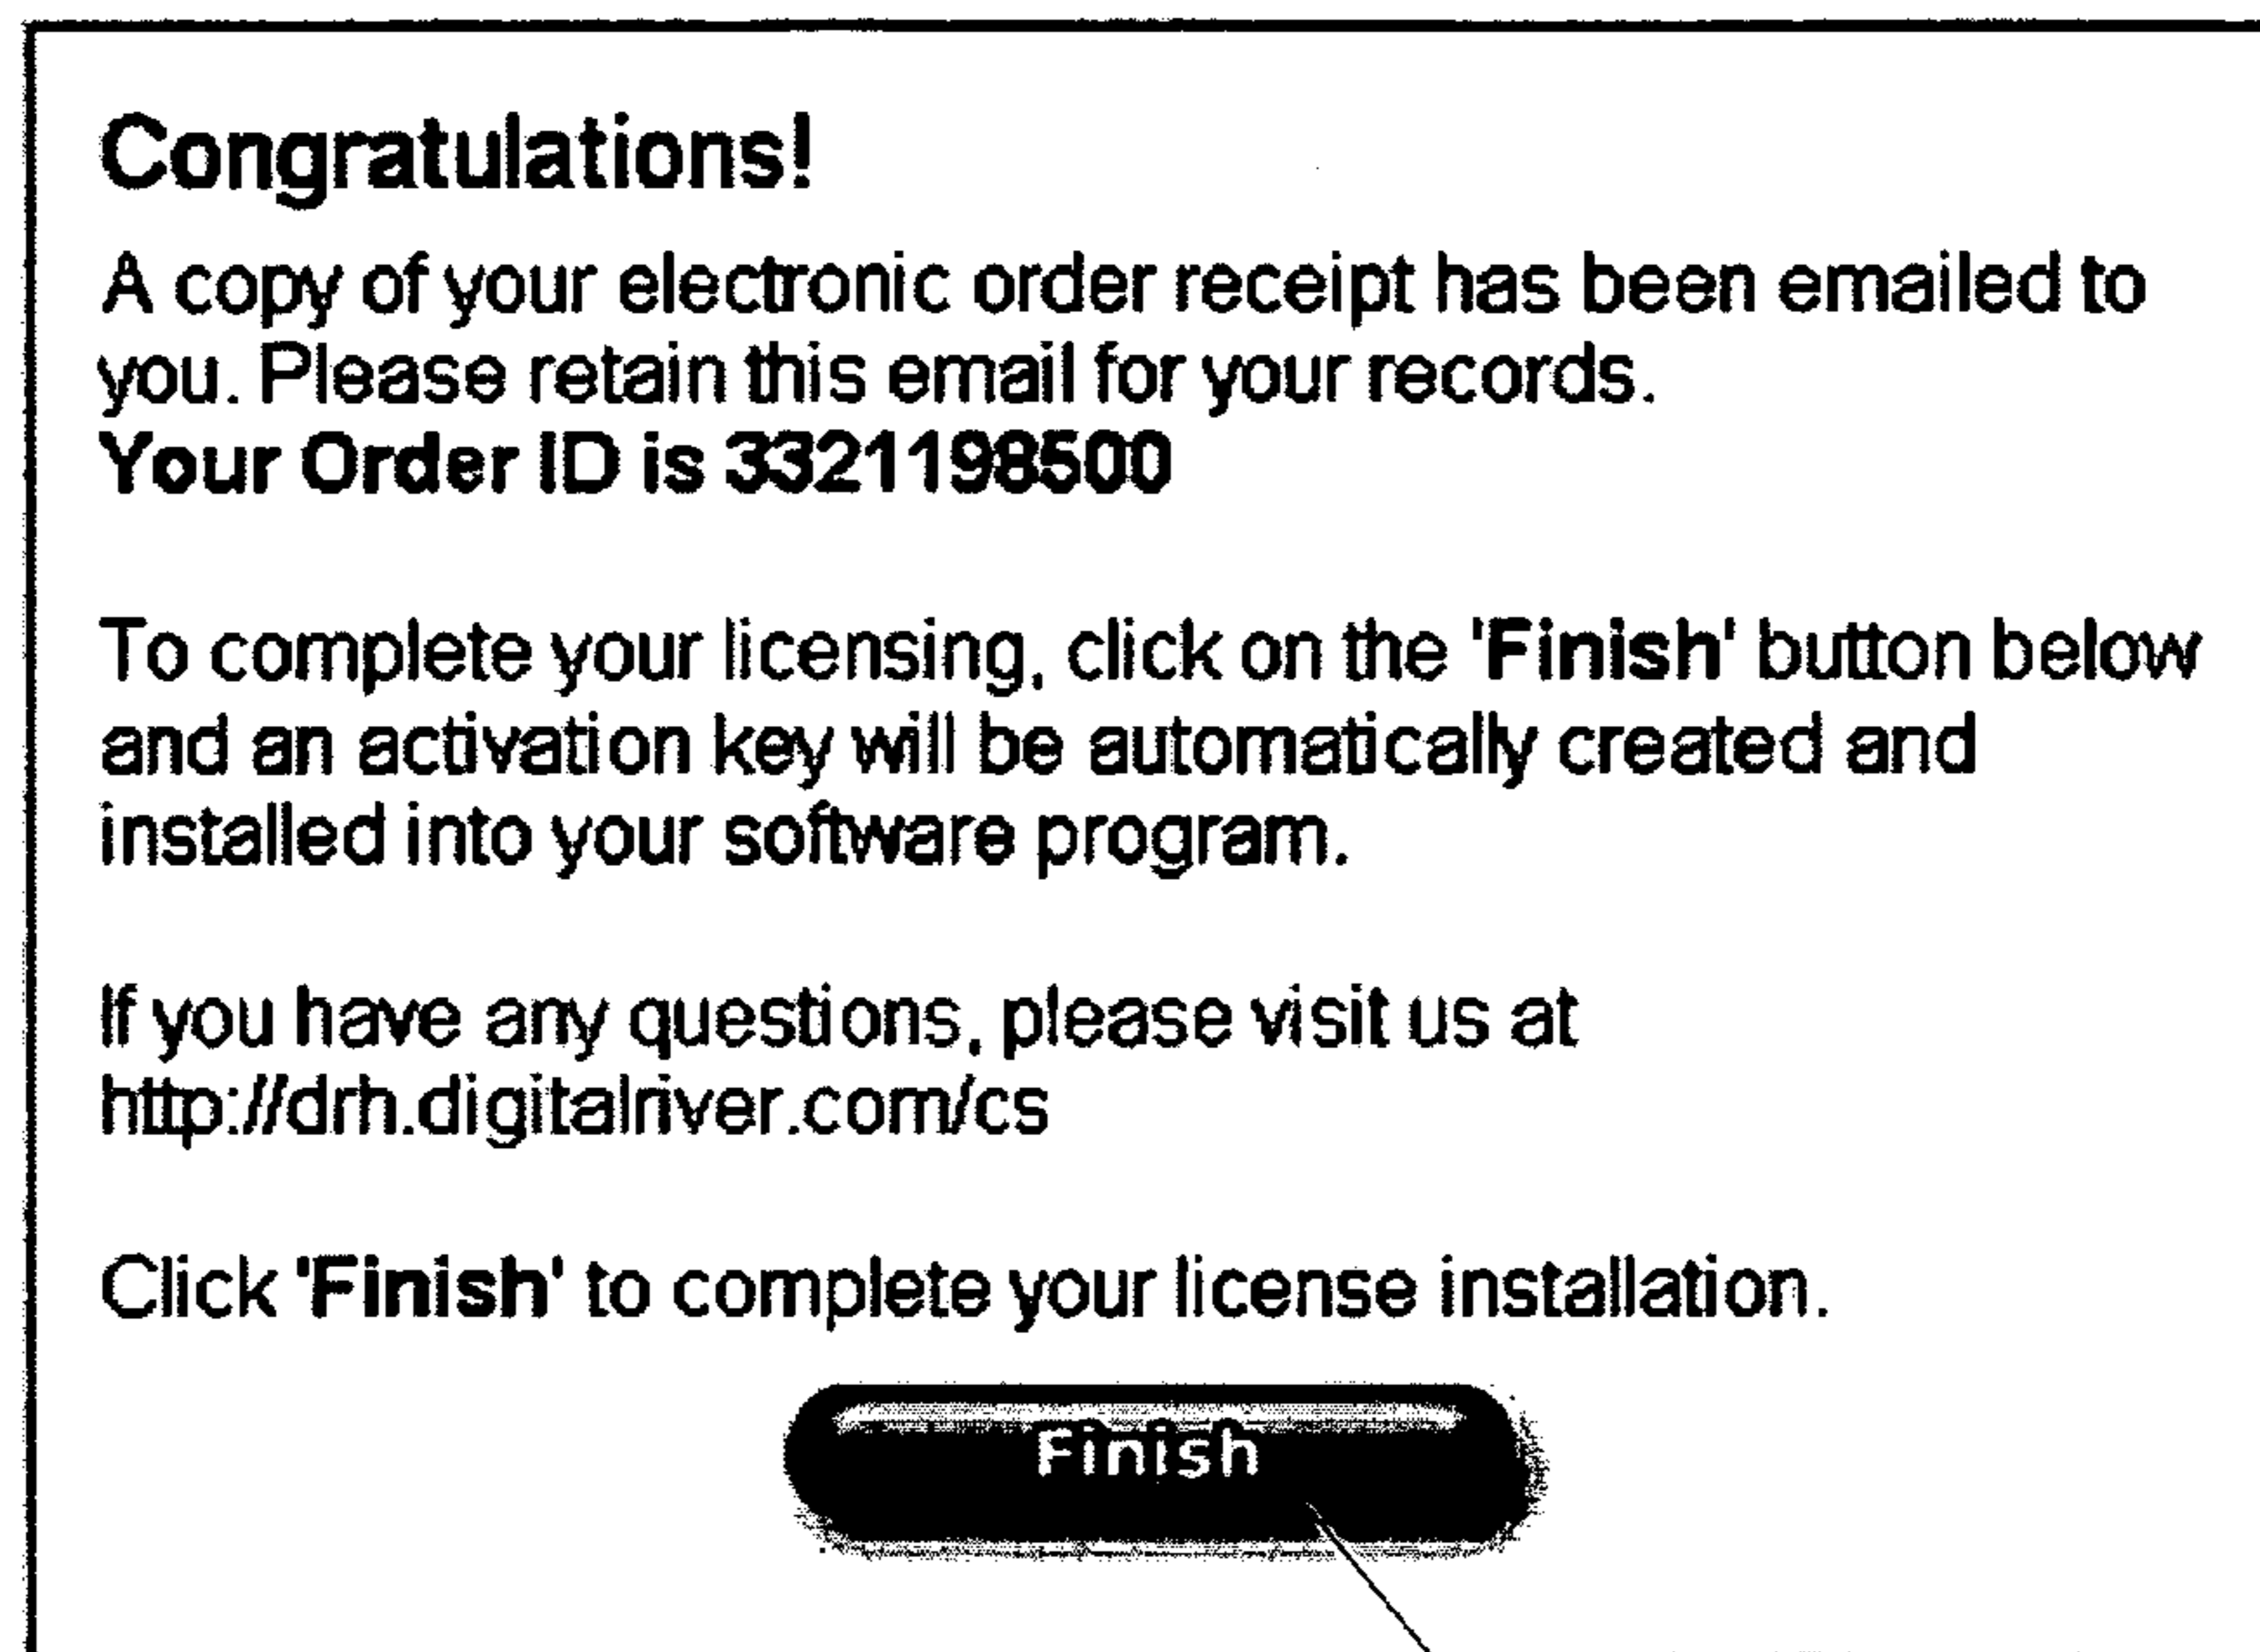 Congratulations!
A copy of your electronic order receipt has been emailed to
you. Please retain this email for your records.
Your Order ID is 3321198500
To complete your licensing, click on the 'Finish' button below
and an activation key will be automatically created and
installed into your software program.
If you have any questions, please visit us at
http://drh.digitalriver.com/cs
Click 'Finish' to complete your license installation.
Finish